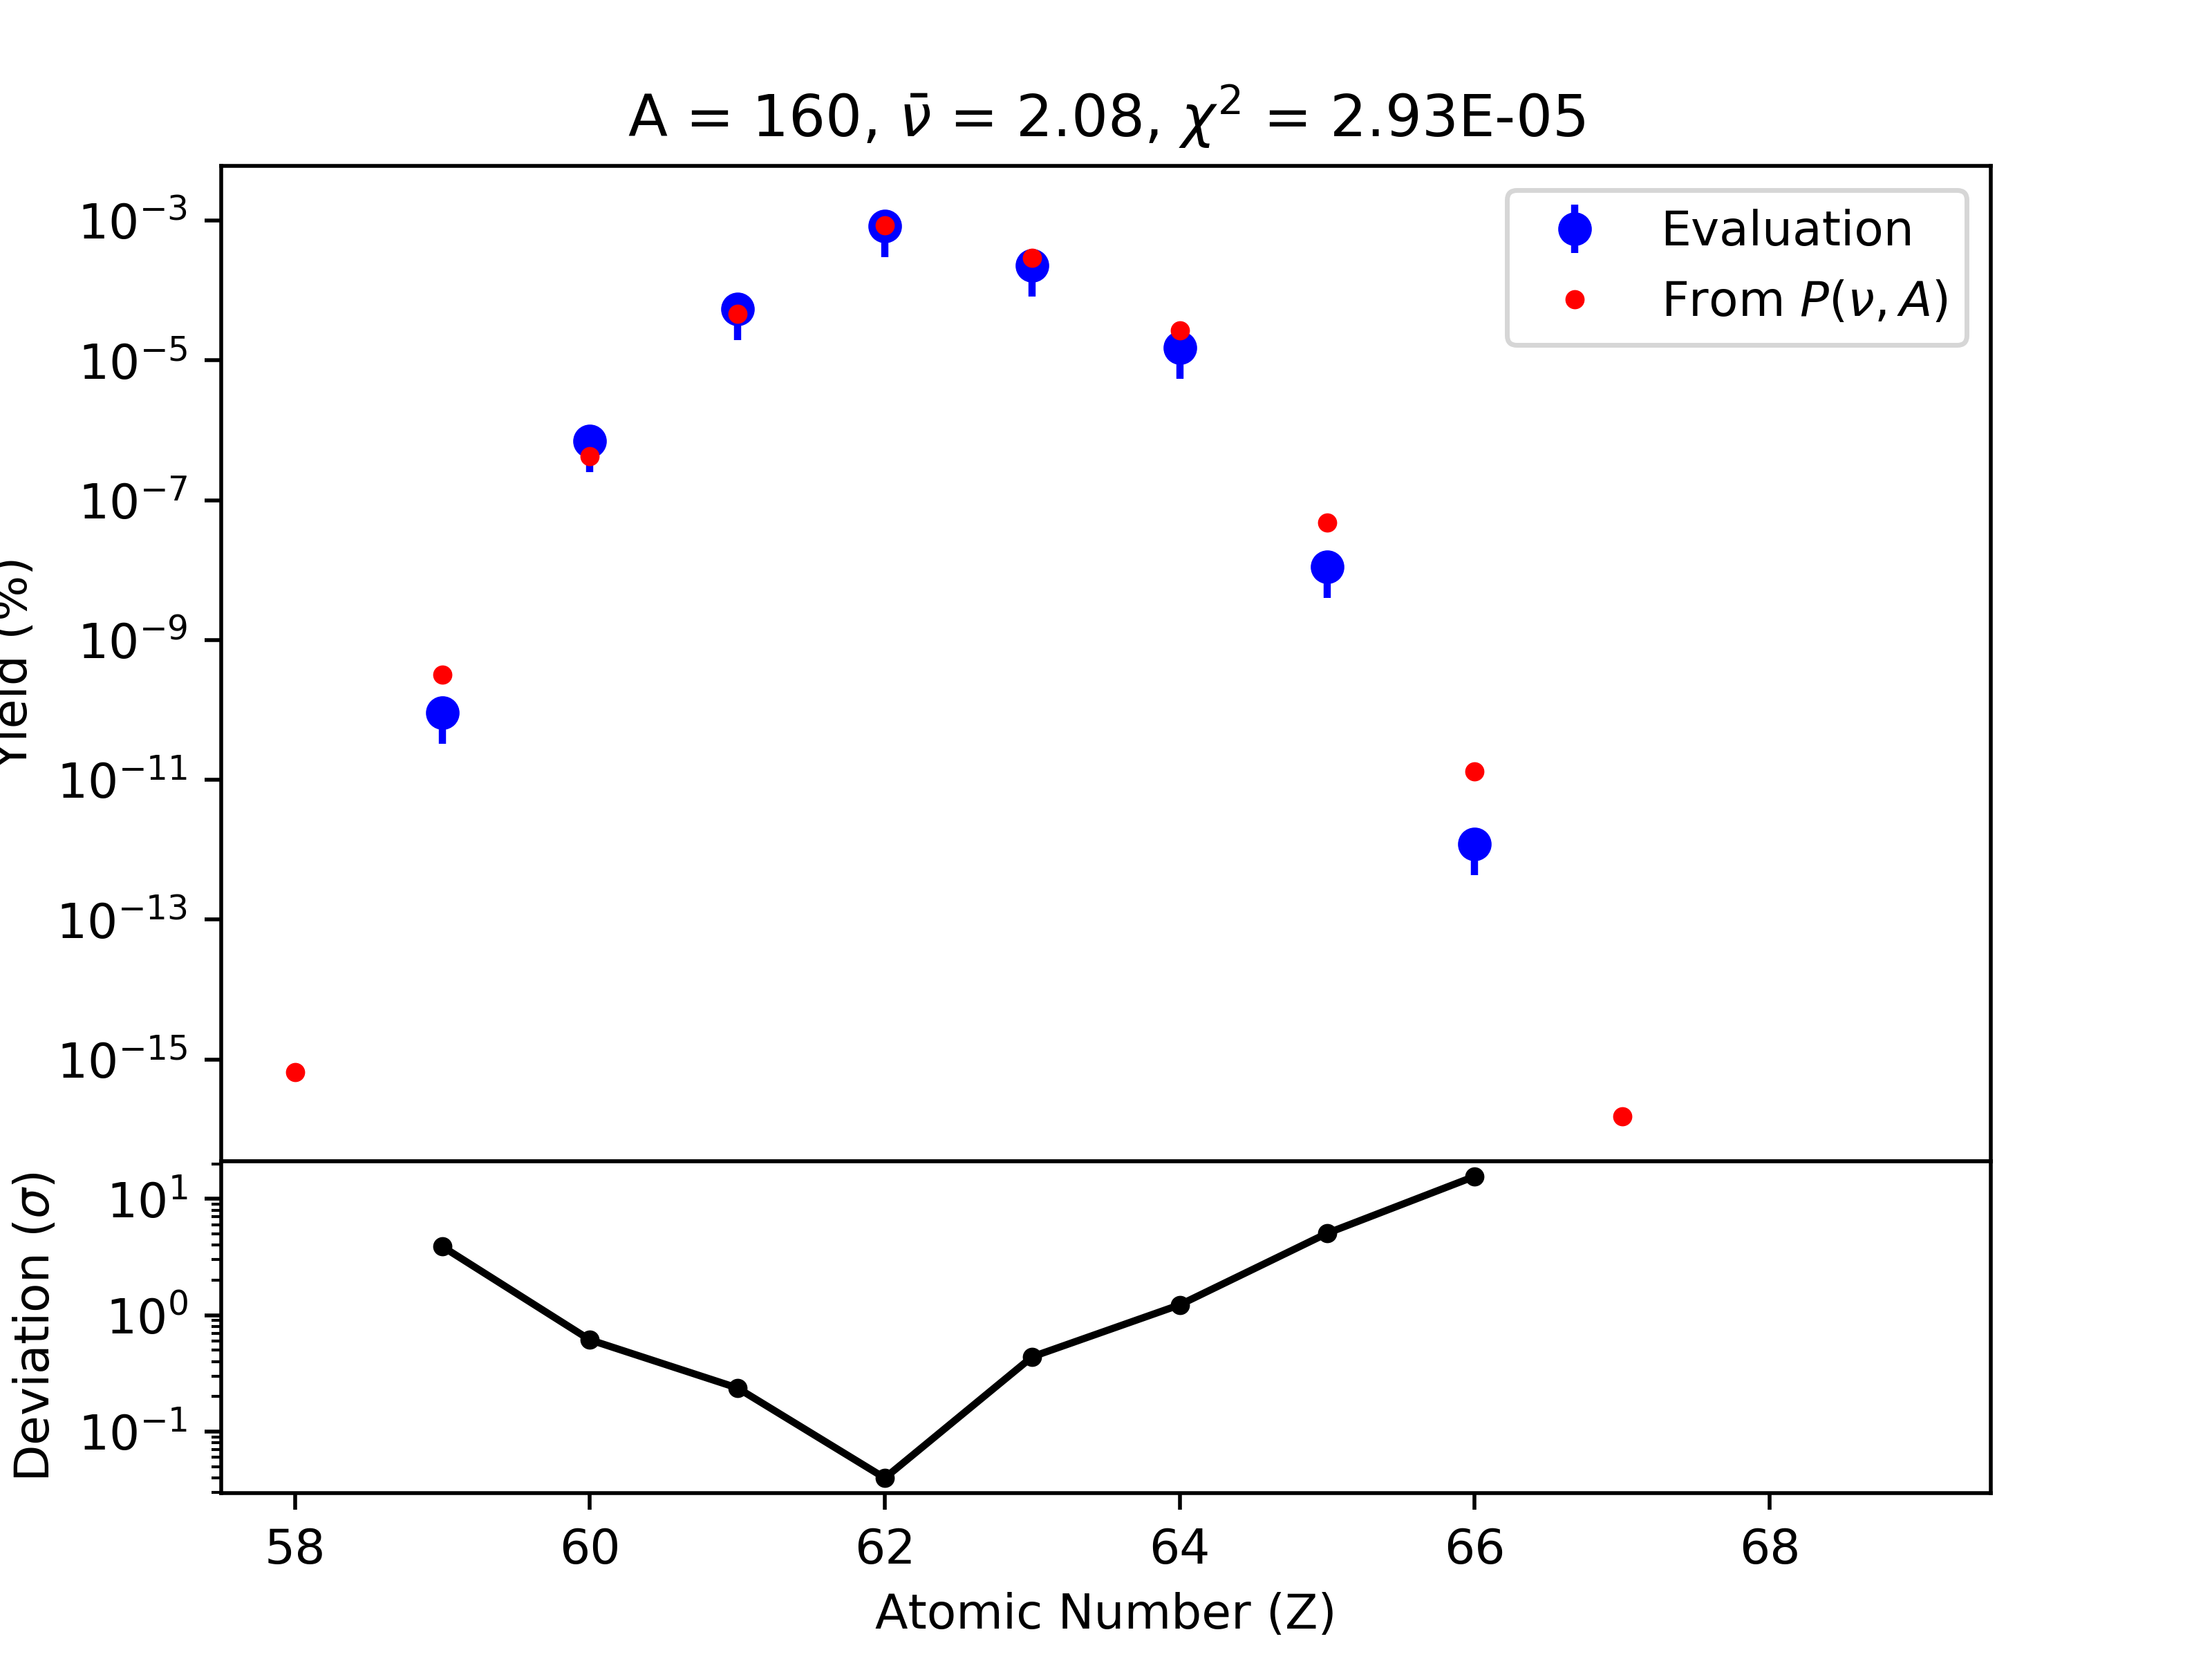 A = 160, ν̄ = 2.08, χ² = 2.93E-05
Evaluation
From P(ν, A)
Yield (%)
10⁻³
10⁻⁵
10⁻⁷
10⁻⁹
10⁻¹¹
10⁻¹³
10⁻¹⁵
Deviation (σ)
10¹
10⁰
10⁻¹
58 60 62 64 66 68
Atomic Number (Z)